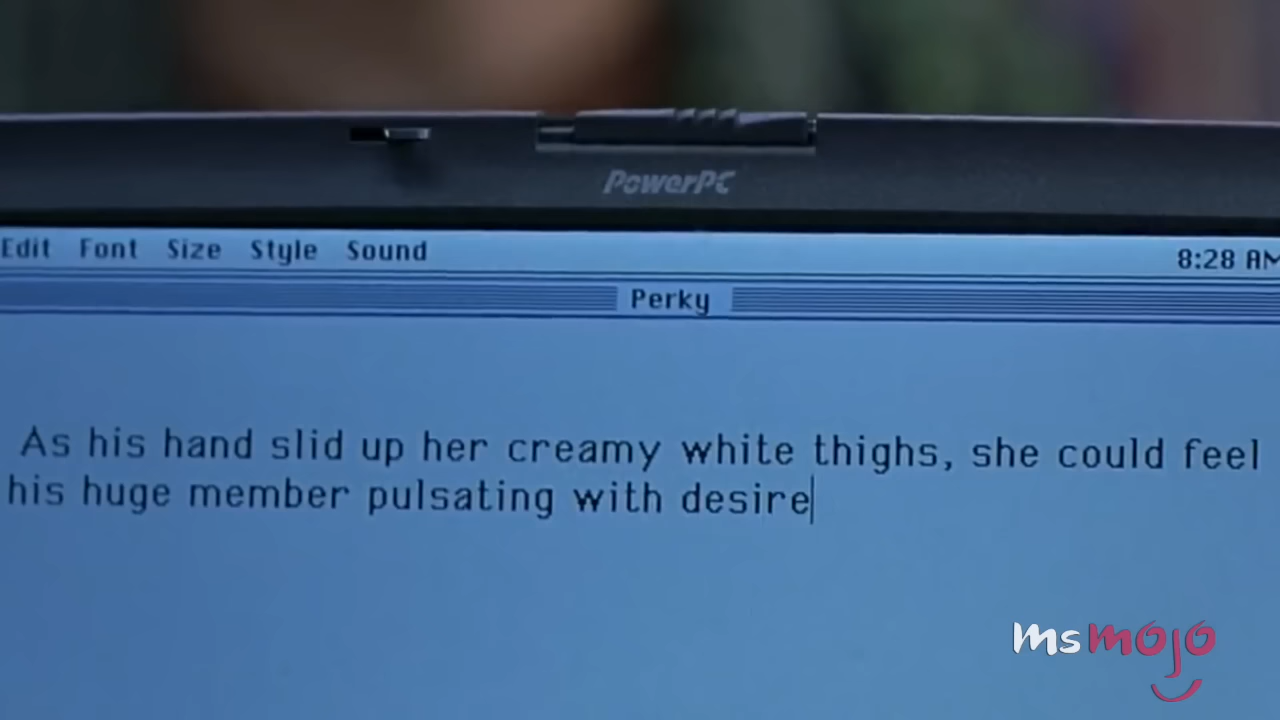 PowerPC
Edit Font Size Style Sound 8:28 AM
Perky
As his hand slid up her creamy white thighs, she could feel
his huge member pulsating with desire
msmojo